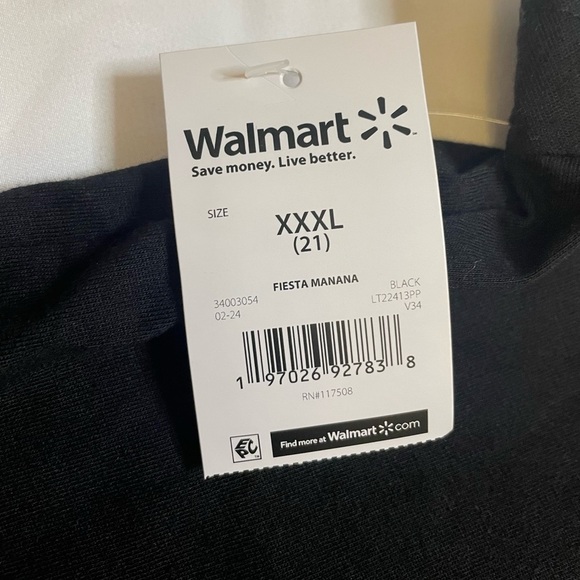 Walmart
Save money. Live better.
SIZE
XXXL
(21)
FIESTA MANANA
34003054
02-24
BLACK
LT22413PP
V34
1 97026 92783 8
RN#117508
Find more at Walmart.com
EPC